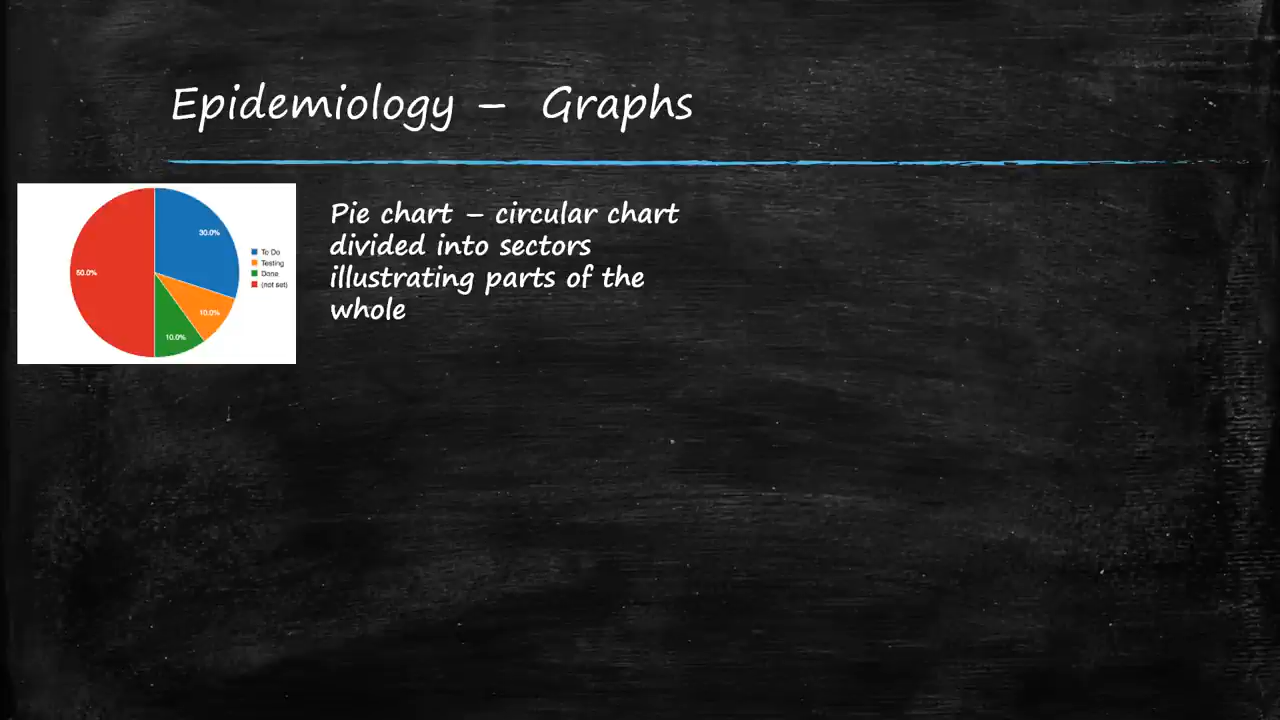 Epidemiology – Graphs
30.0%
50.0%
10.0%
10.0%
To Do
Testing
Done
(not set)
Pie chart – circular chart
divided into sectors
illustrating parts of the
whole